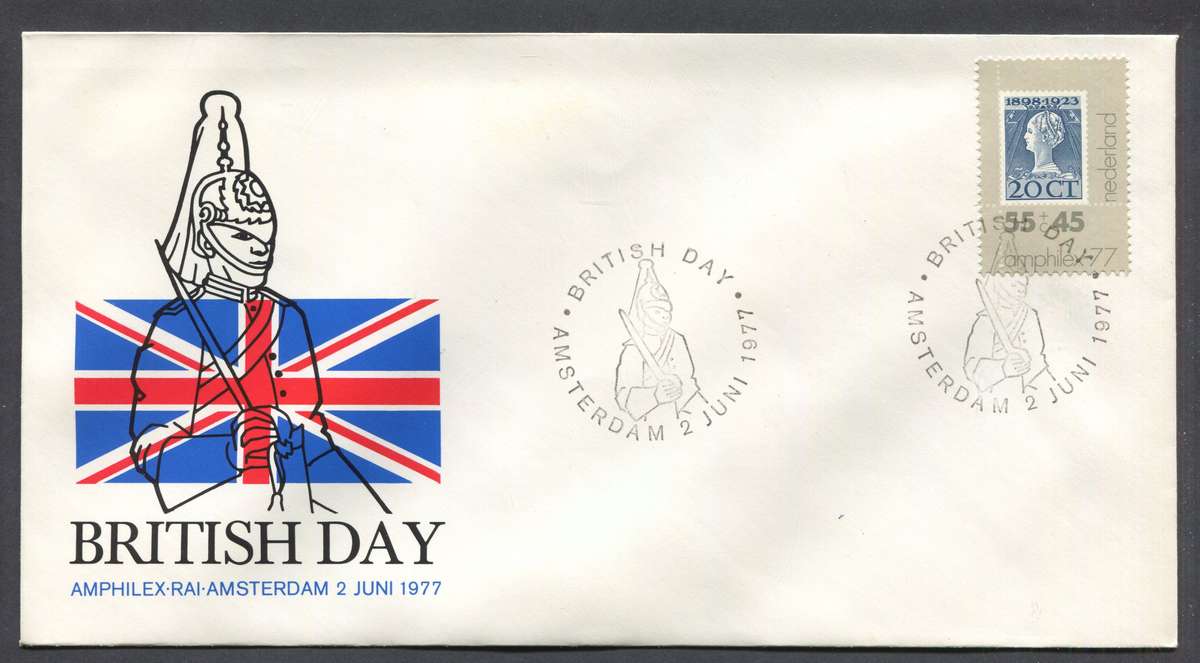 1898·1923
20 CT
nederland
55 + 45
c
amphilex 77
• BRITISH DAY •
AMSTERDAM 2 JUNI 1977
• BRITISH DAY •
AMSTERDAM 2 JUNI 1977
BRITISH DAY
AMPHILEX·RAI·AMSTERDAM 2 JUNI 1977